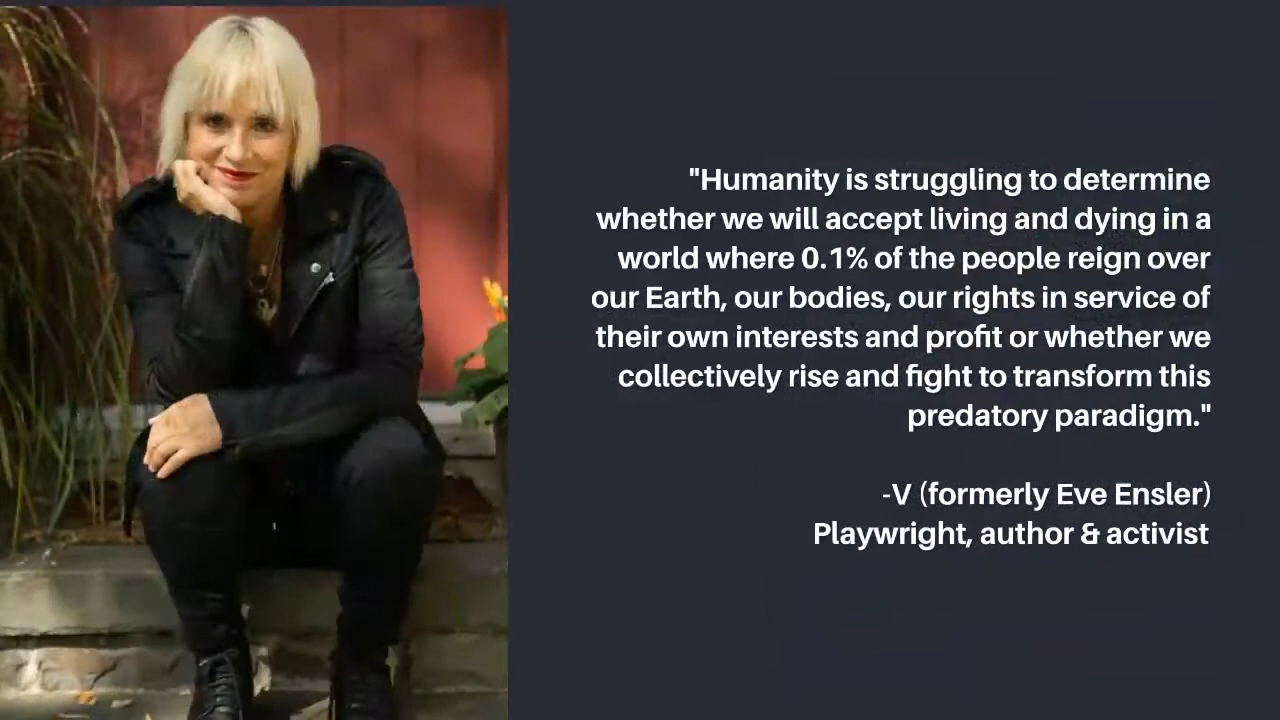 "Humanity is struggling to determine
whether we will accept living and dying in a
world where 0.1% of the people reign over
our Earth, our bodies, our rights in service of
their own interests and profit or whether we
collectively rise and fight to transform this
predatory paradigm."
-V (formerly Eve Ensler)
Playwright, author & activist